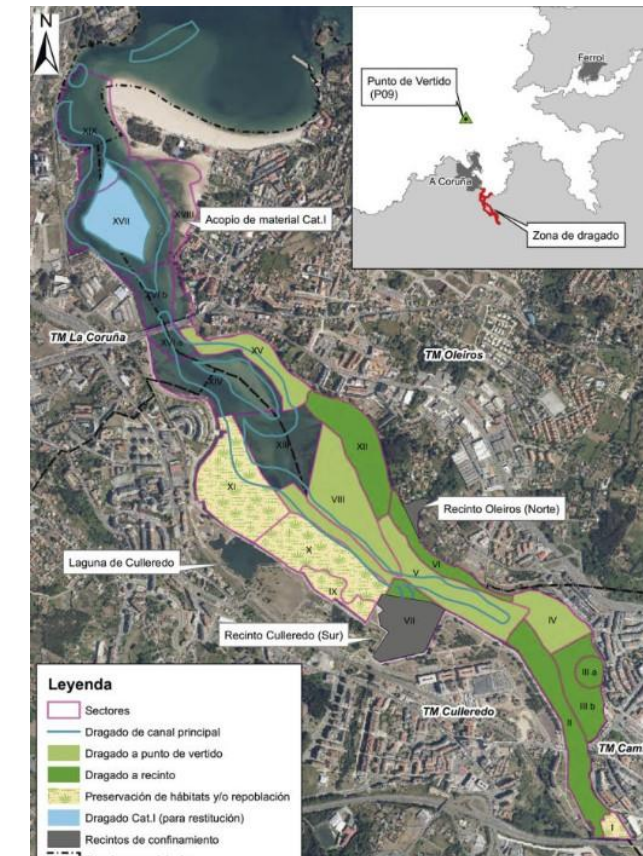 N
Ferrol
Punto de Vertido
(P09)
A Coruña
Zona de dragado
XIX
XVII
XVIII
Acopio de material Cat.I
TM La Coruña
XV
TM Oleiros
XIV
XIII
XII
XI
VIII
Recinto Oleiros (Norte)
Laguna de Culleredo
X
V
VI
IX
IV
VII
Recinto Culleredo (Sur)
III a
III b
II
TM Culleredo
TM Cam
I
Leyenda
Sectores
Dragado de canal principal
Dragado a punto de vertido
Dragado a recinto
Preservación de hábitats y/o repoblación
Dragado Cat.I (para restitución)
Recintos de confinamiento